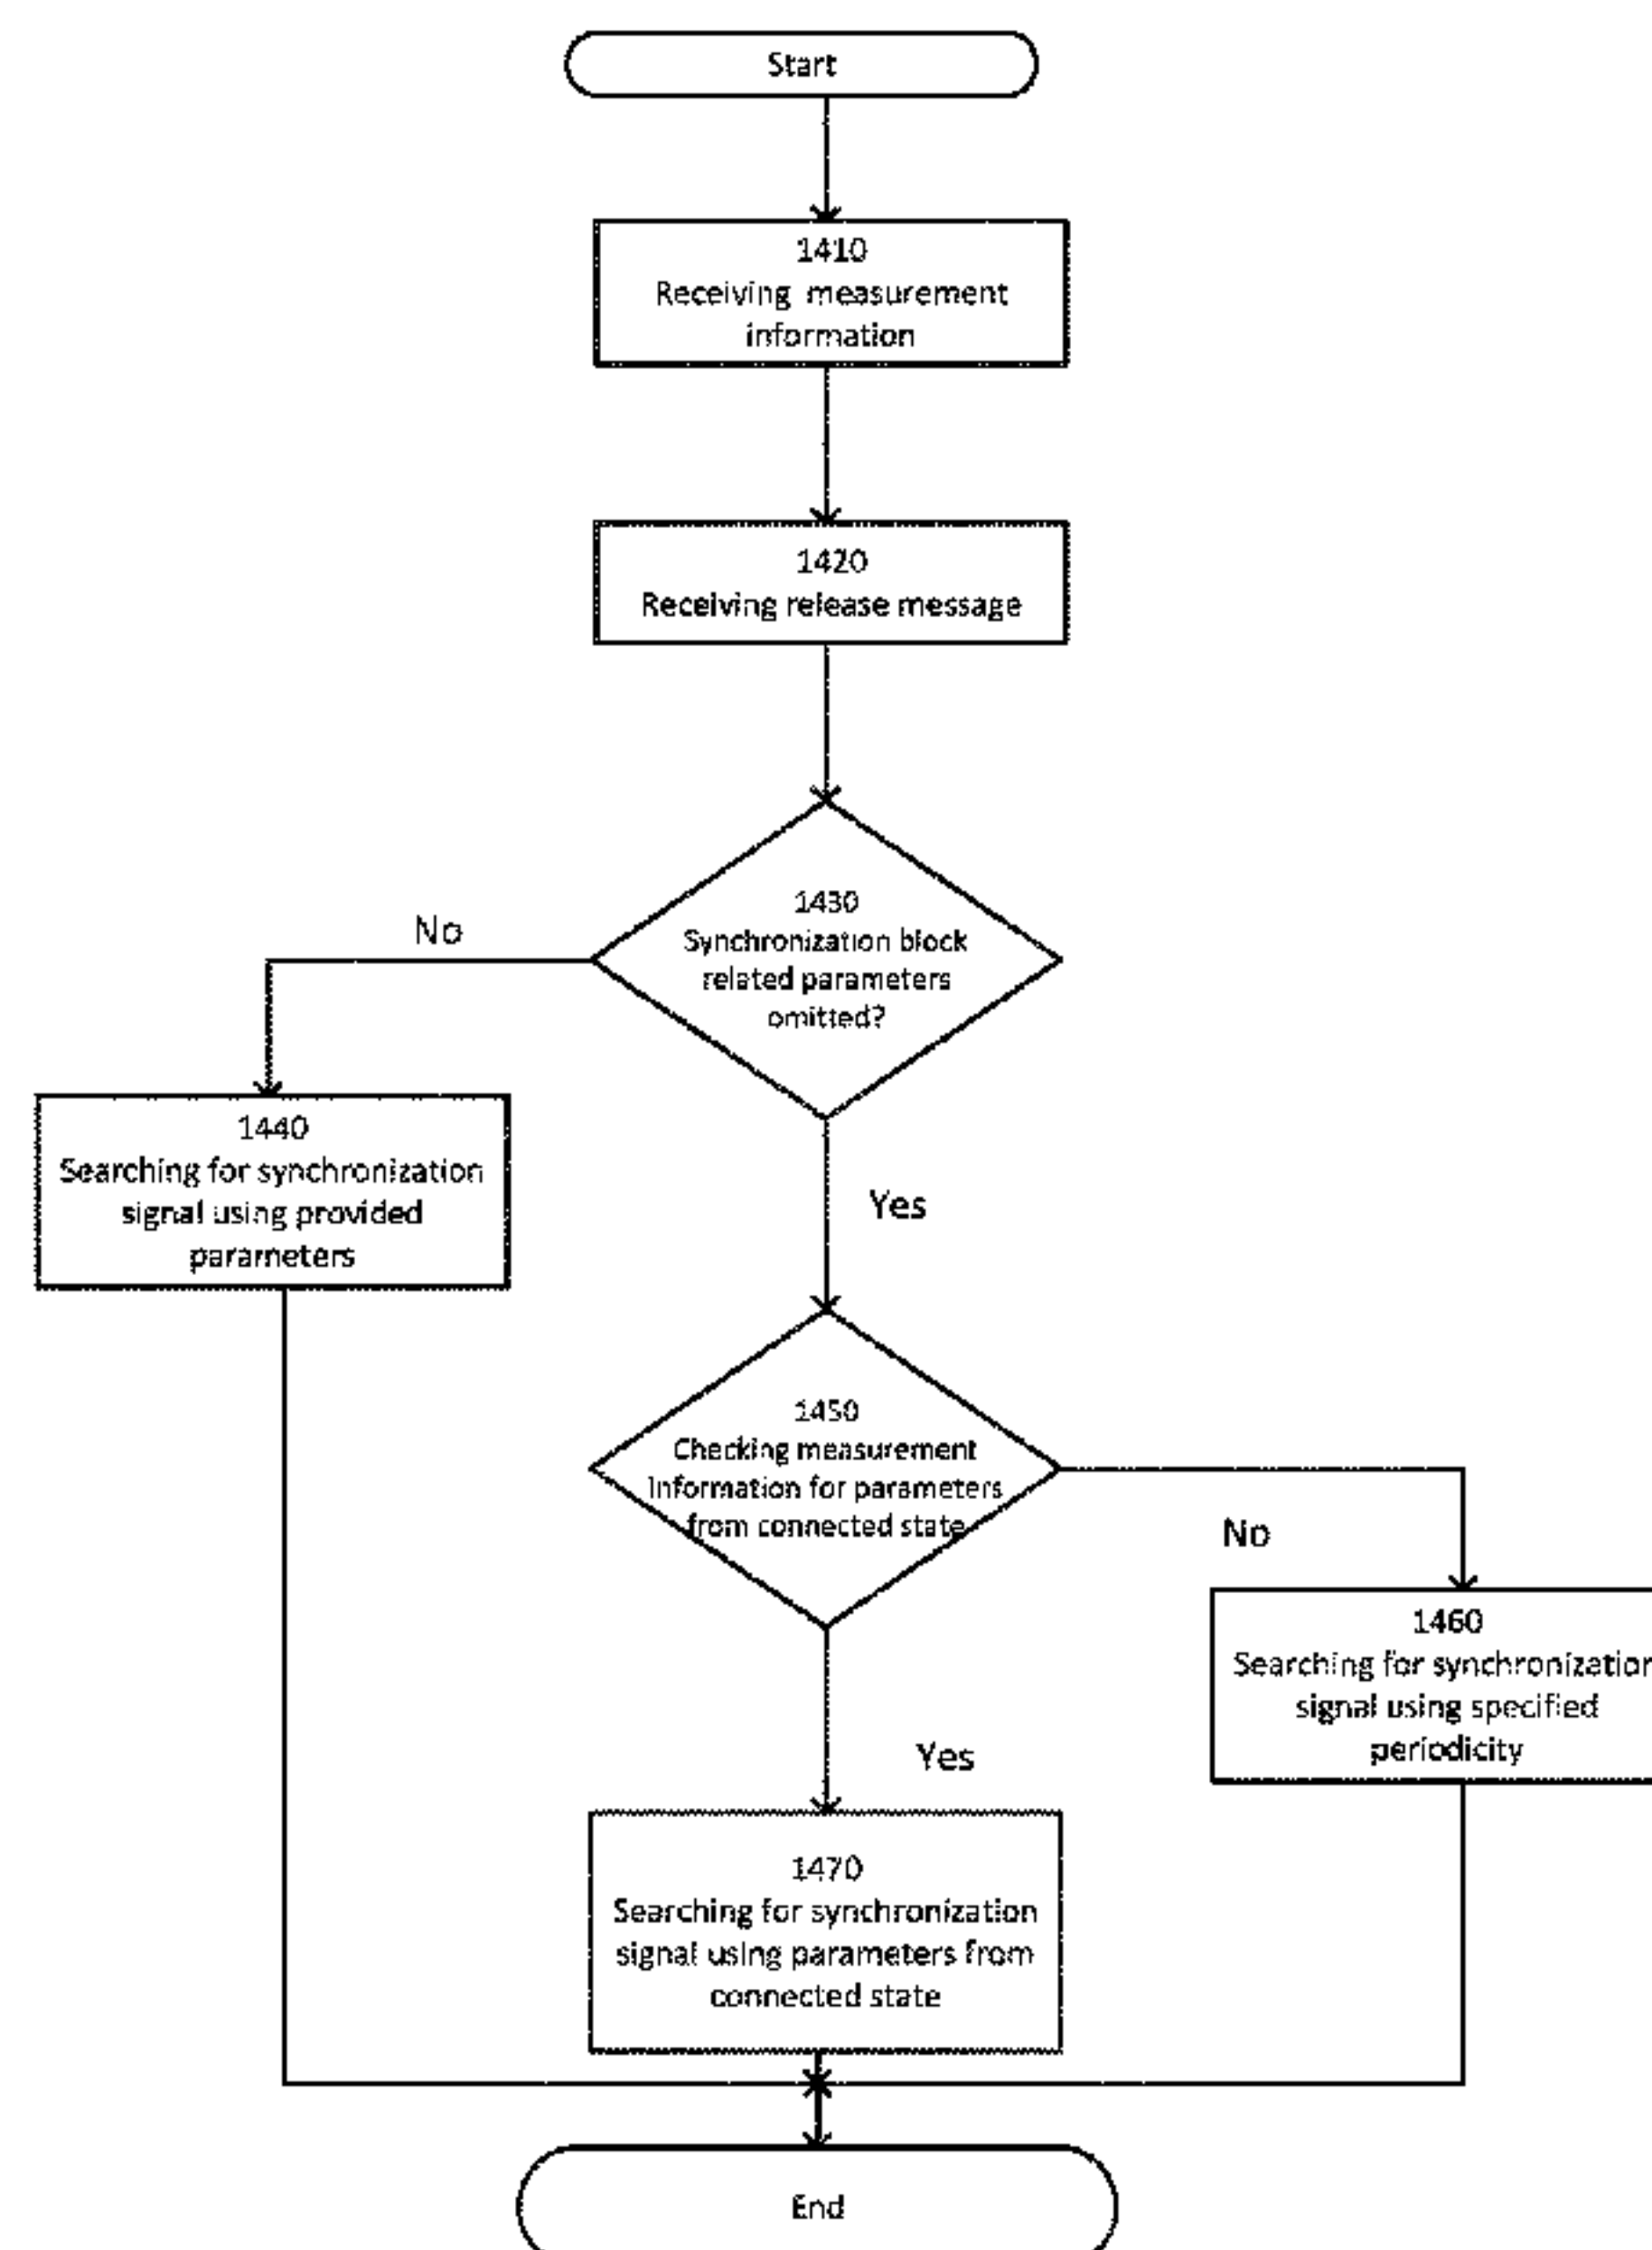 Start
1410
Receiving measurement
information
1420
Receiving release message
1430
Synchronization block
related parameters
omitted?
No
1440
Searching for synchronization
signal using provided
parameters
Yes
1450
Checking measurement
information for parameters
from connected state
No
1460
Searching for synchronization
signal using specified
periodicity
Yes
1470
Searching for synchronization
signal using parameters from
connected state
End